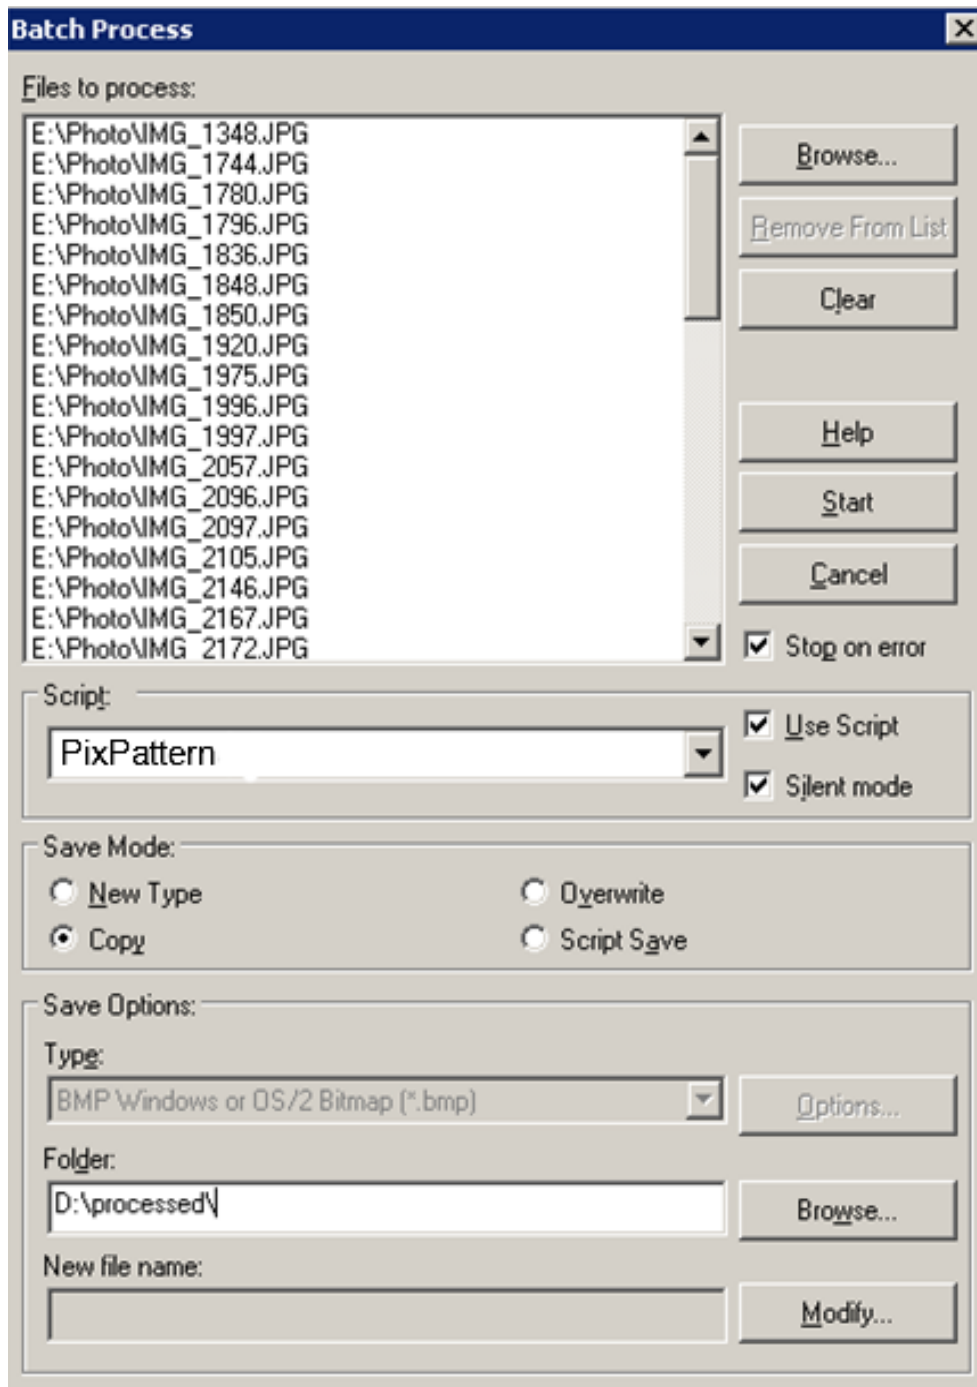 Batch Process
Files to process:
E:\Photo\IMG_1348.JPG
E:\Photo\IMG_1744.JPG
E:\Photo\IMG_1780.JPG
E:\Photo\IMG_1796.JPG
E:\Photo\IMG_1836.JPG
E:\Photo\IMG_1848.JPG
E:\Photo\IMG_1850.JPG
E:\Photo\IMG_1920.JPG
E:\Photo\IMG_1975.JPG
E:\Photo\IMG_1996.JPG
E:\Photo\IMG_1997.JPG
E:\Photo\IMG_2057.JPG
E:\Photo\IMG_2096.JPG
E:\Photo\IMG_2097.JPG
E:\Photo\IMG_2105.JPG
E:\Photo\IMG_2146.JPG
E:\Photo\IMG_2167.JPG
E:\Photo\IMG_2172.JPG
Browse...
Remove From List
Clear
Help
Start
Cancel
Stop on error
Script:
PixPattern
Use Script
Silent mode
Save Mode:
New Type
Overwrite
Copy
Script Save
Save Options:
Type:
BMP Windows or OS/2 Bitmap (*.bmp)
Options...
Folder:
D:\processed\
Browse...
New file name:
Modify...